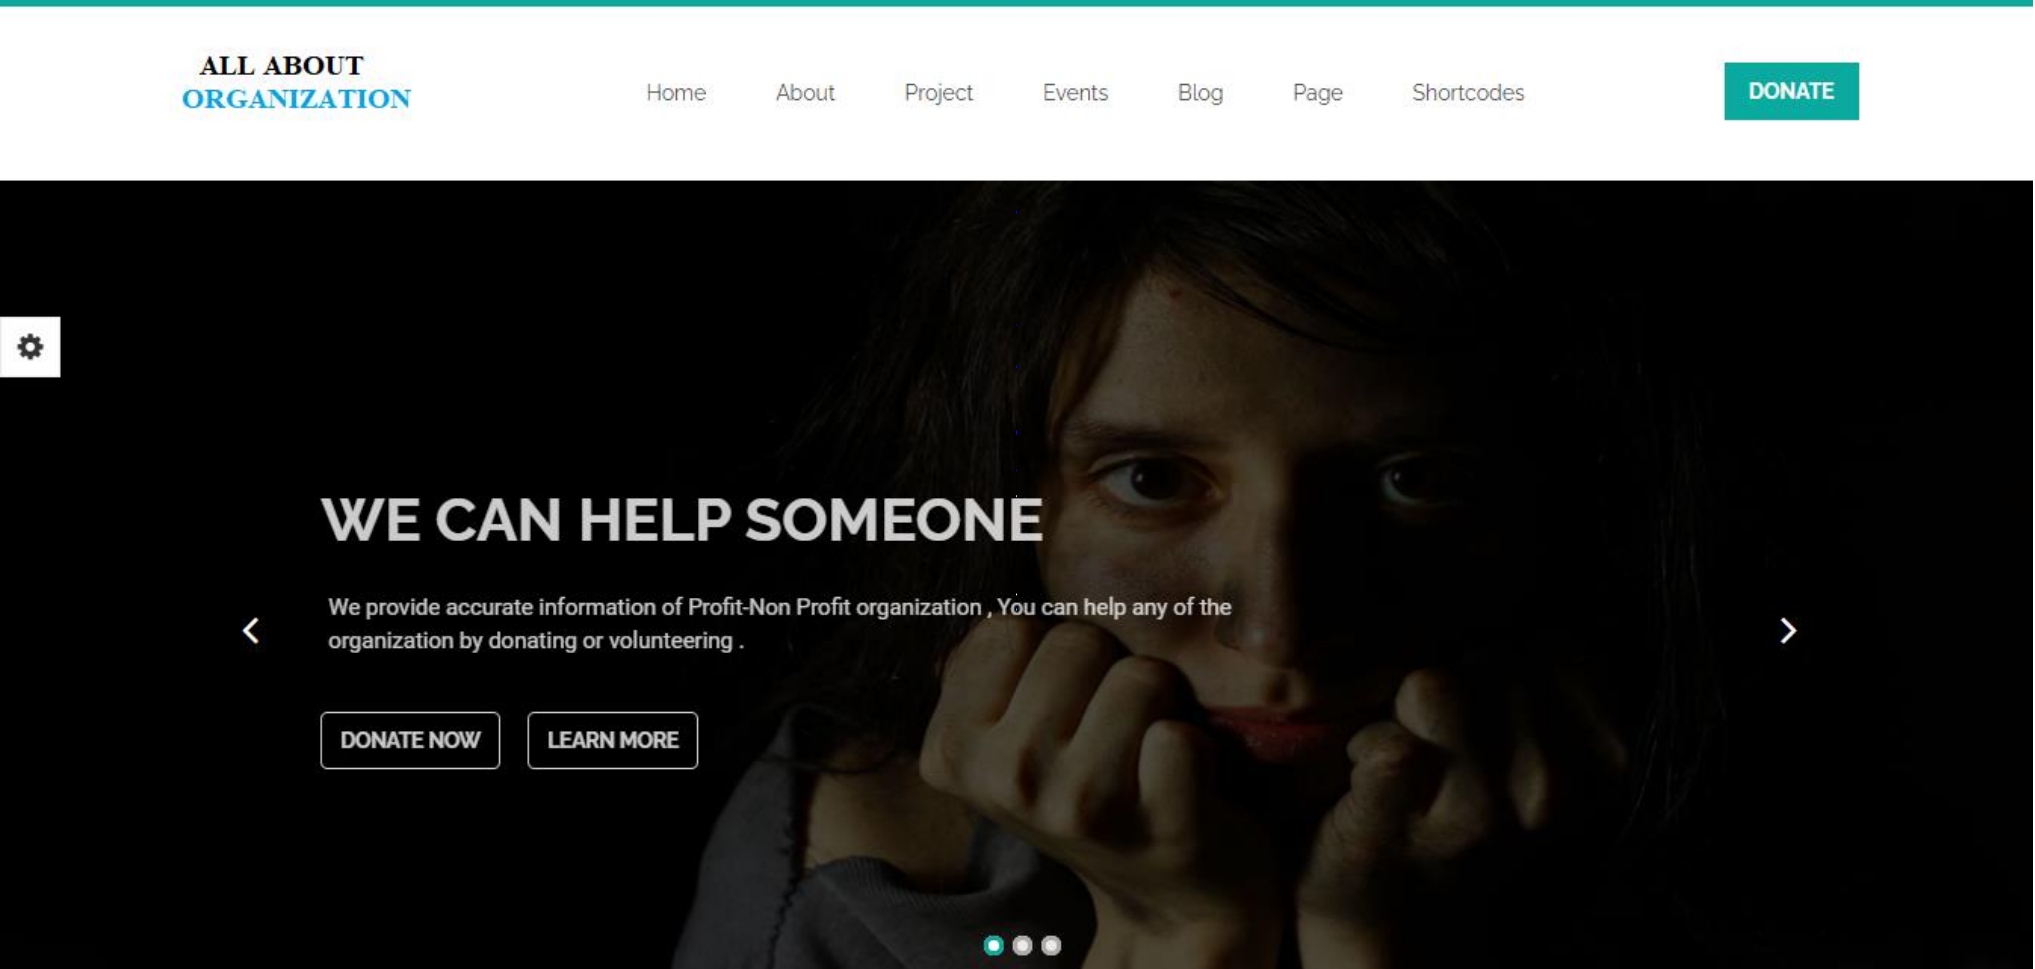 ALL ABOUT
ORGANIZATION
Home About Project Events Blog Page Shortcodes
DONATE
WE CAN HELP SOMEONE
We provide accurate information of Profit-Non Profit organization , You can help any of the
organization by donating or volunteering .
DONATE NOW LEARN MORE